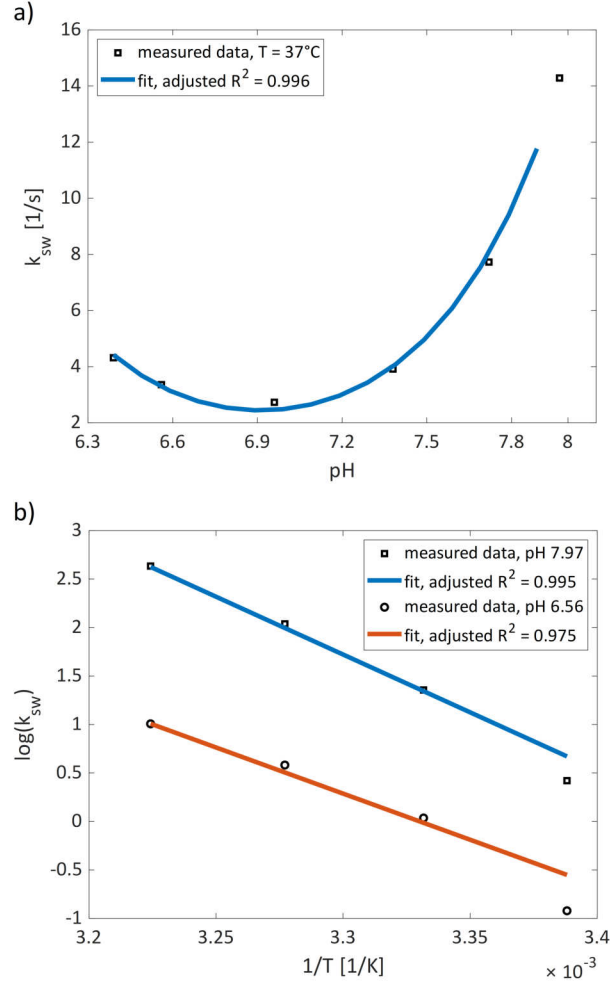 a)
16
14
12
10
8
6
4
2
k_sw [1/s]
measured data, T = 37°C
fit, adjusted R² = 0.996
6.3 6.6 6.9 7.2 7.5 7.8 8
pH
b)
3
2.5
2
1.5
1
0.5
0
-0.5
-1
log(k_sw)
measured data, pH 7.97
fit, adjusted R² = 0.995
measured data, pH 6.56
fit, adjusted R² = 0.975
3.2 3.25 3.3 3.35 3.4
1/T [1/K]
× 10⁻³